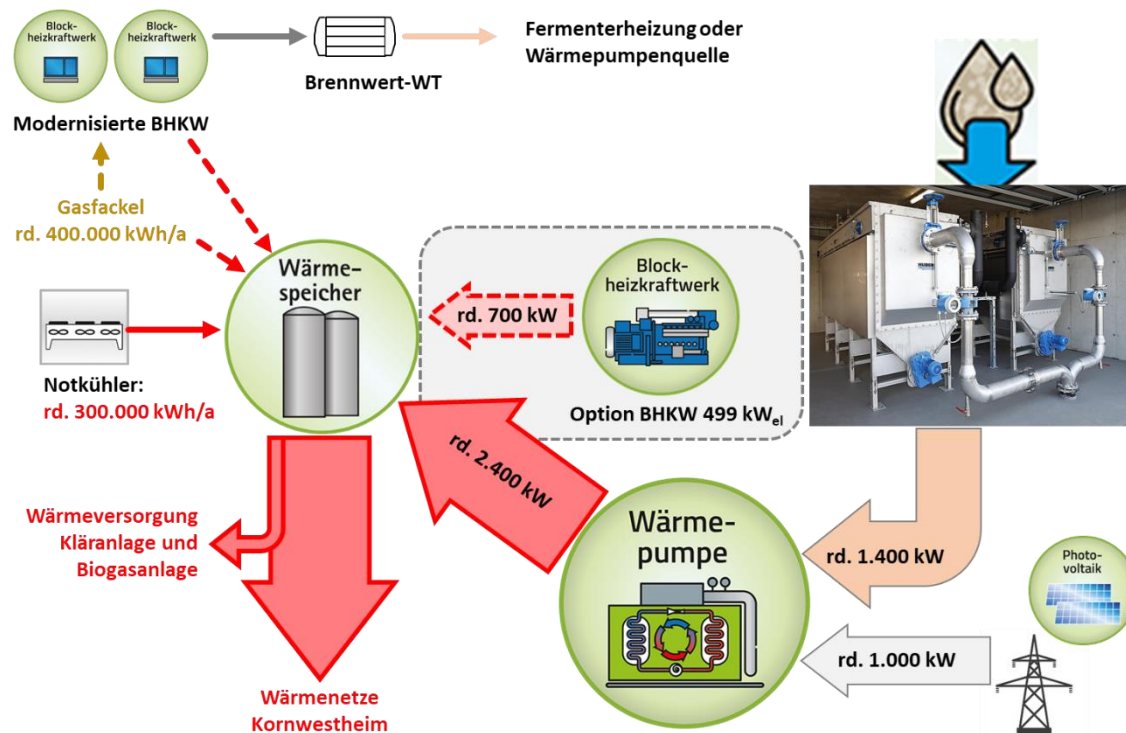 Block-
heizkraftwerk
Block-
heizkraftwerk
Modernisierte BHKW
Brennwert-WT
Fermenterheizung oder
Wärmepumpenquelle
Gasfackel
rd. 400.000 kWh/a
Wärme-
speicher
Notkühler:
rd. 300.000 kWh/a
rd. 700 kW
Block-
heizkraftwerk
Option BHKW 499 kWel
rd. 2.400 kW
Wärmeversorgung
Kläranlage und
Biogasanlage
Wärmenetze
Kornwestheim
Wärme-
pumpe
rd. 1.400 kW
rd. 1.000 kW
Photo-
voltaik
HUBER